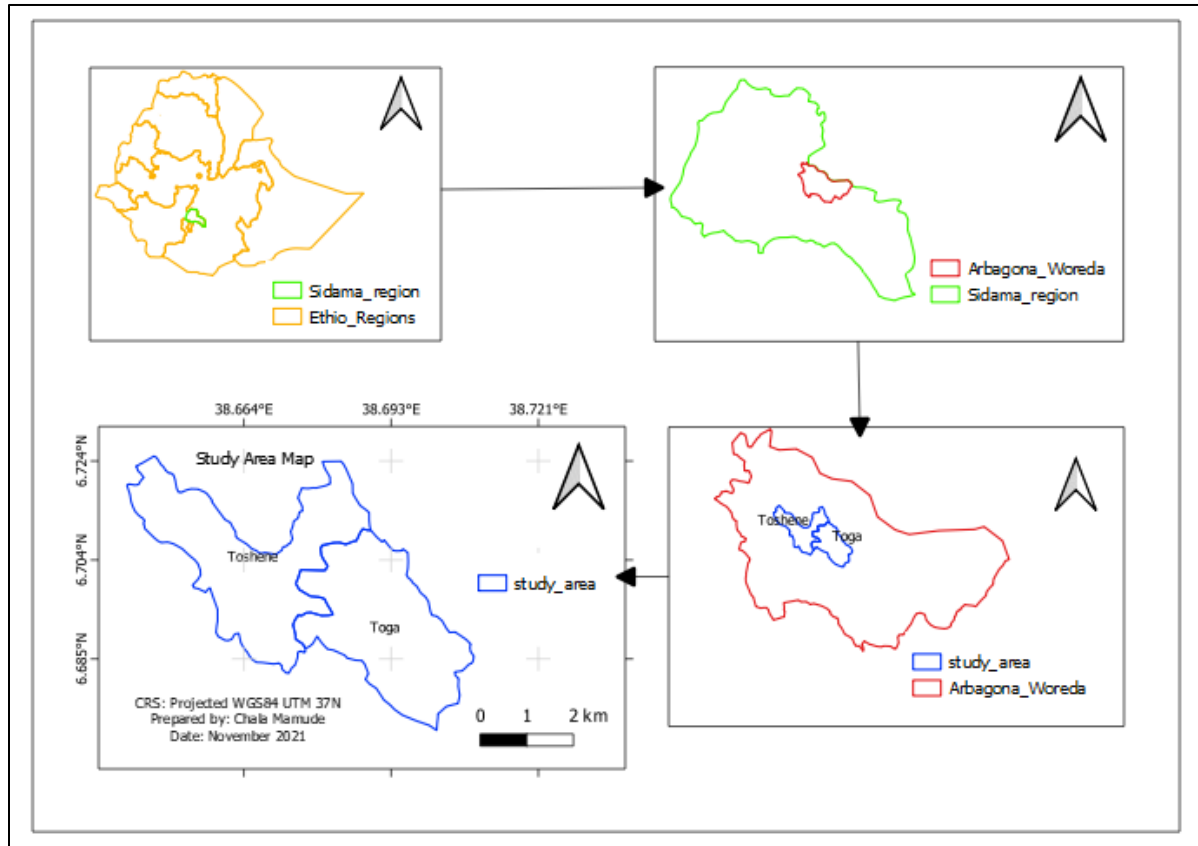 Sidama_region
Ethio_Regions
Arbagona_Woreda
Sidama_region
38.664°E 38.693°E 38.721°E
6.724°N
6.704°N
6.685°N
Study Area Map
Toshene
Toga
study_area
CRS: Projected WGS84 UTM 37N
Prepared by: Chala Mamude
Date: November 2021
0 1 2 km
Toshene
Toga
study_area
Arbagona_Woreda